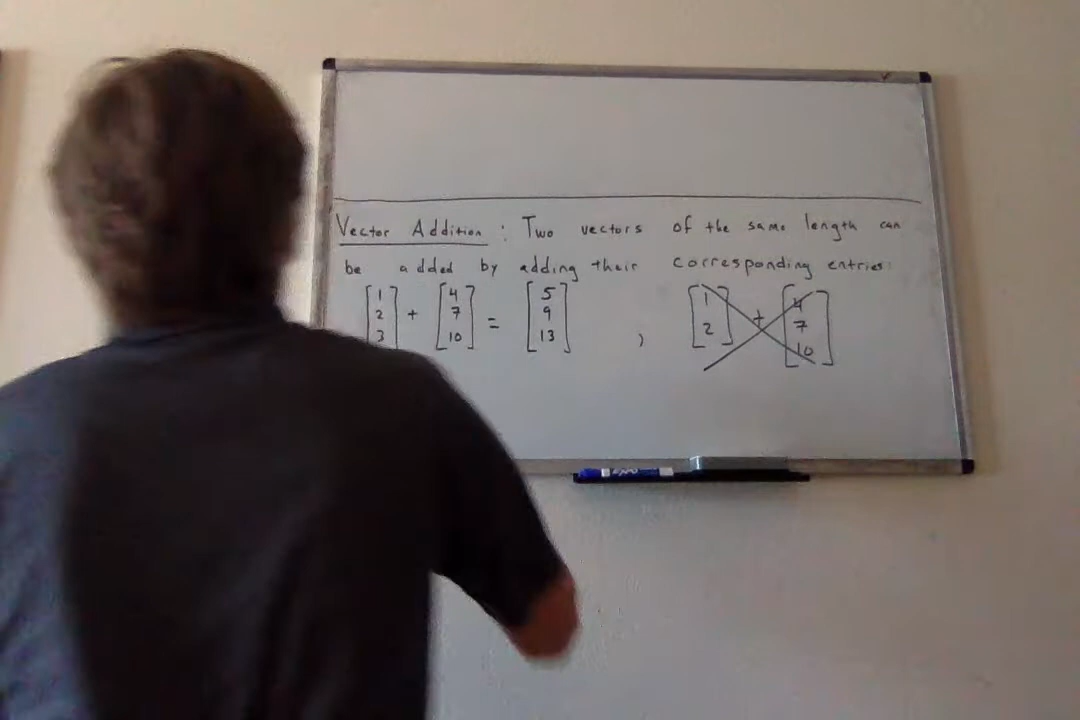 Vector Addition : Two vectors of the same length can
be added by adding their corresponding entries:
[1 2 3] + [4 7 10] = [5 9 13] , [1 2] + [4 7 10]
EXPO